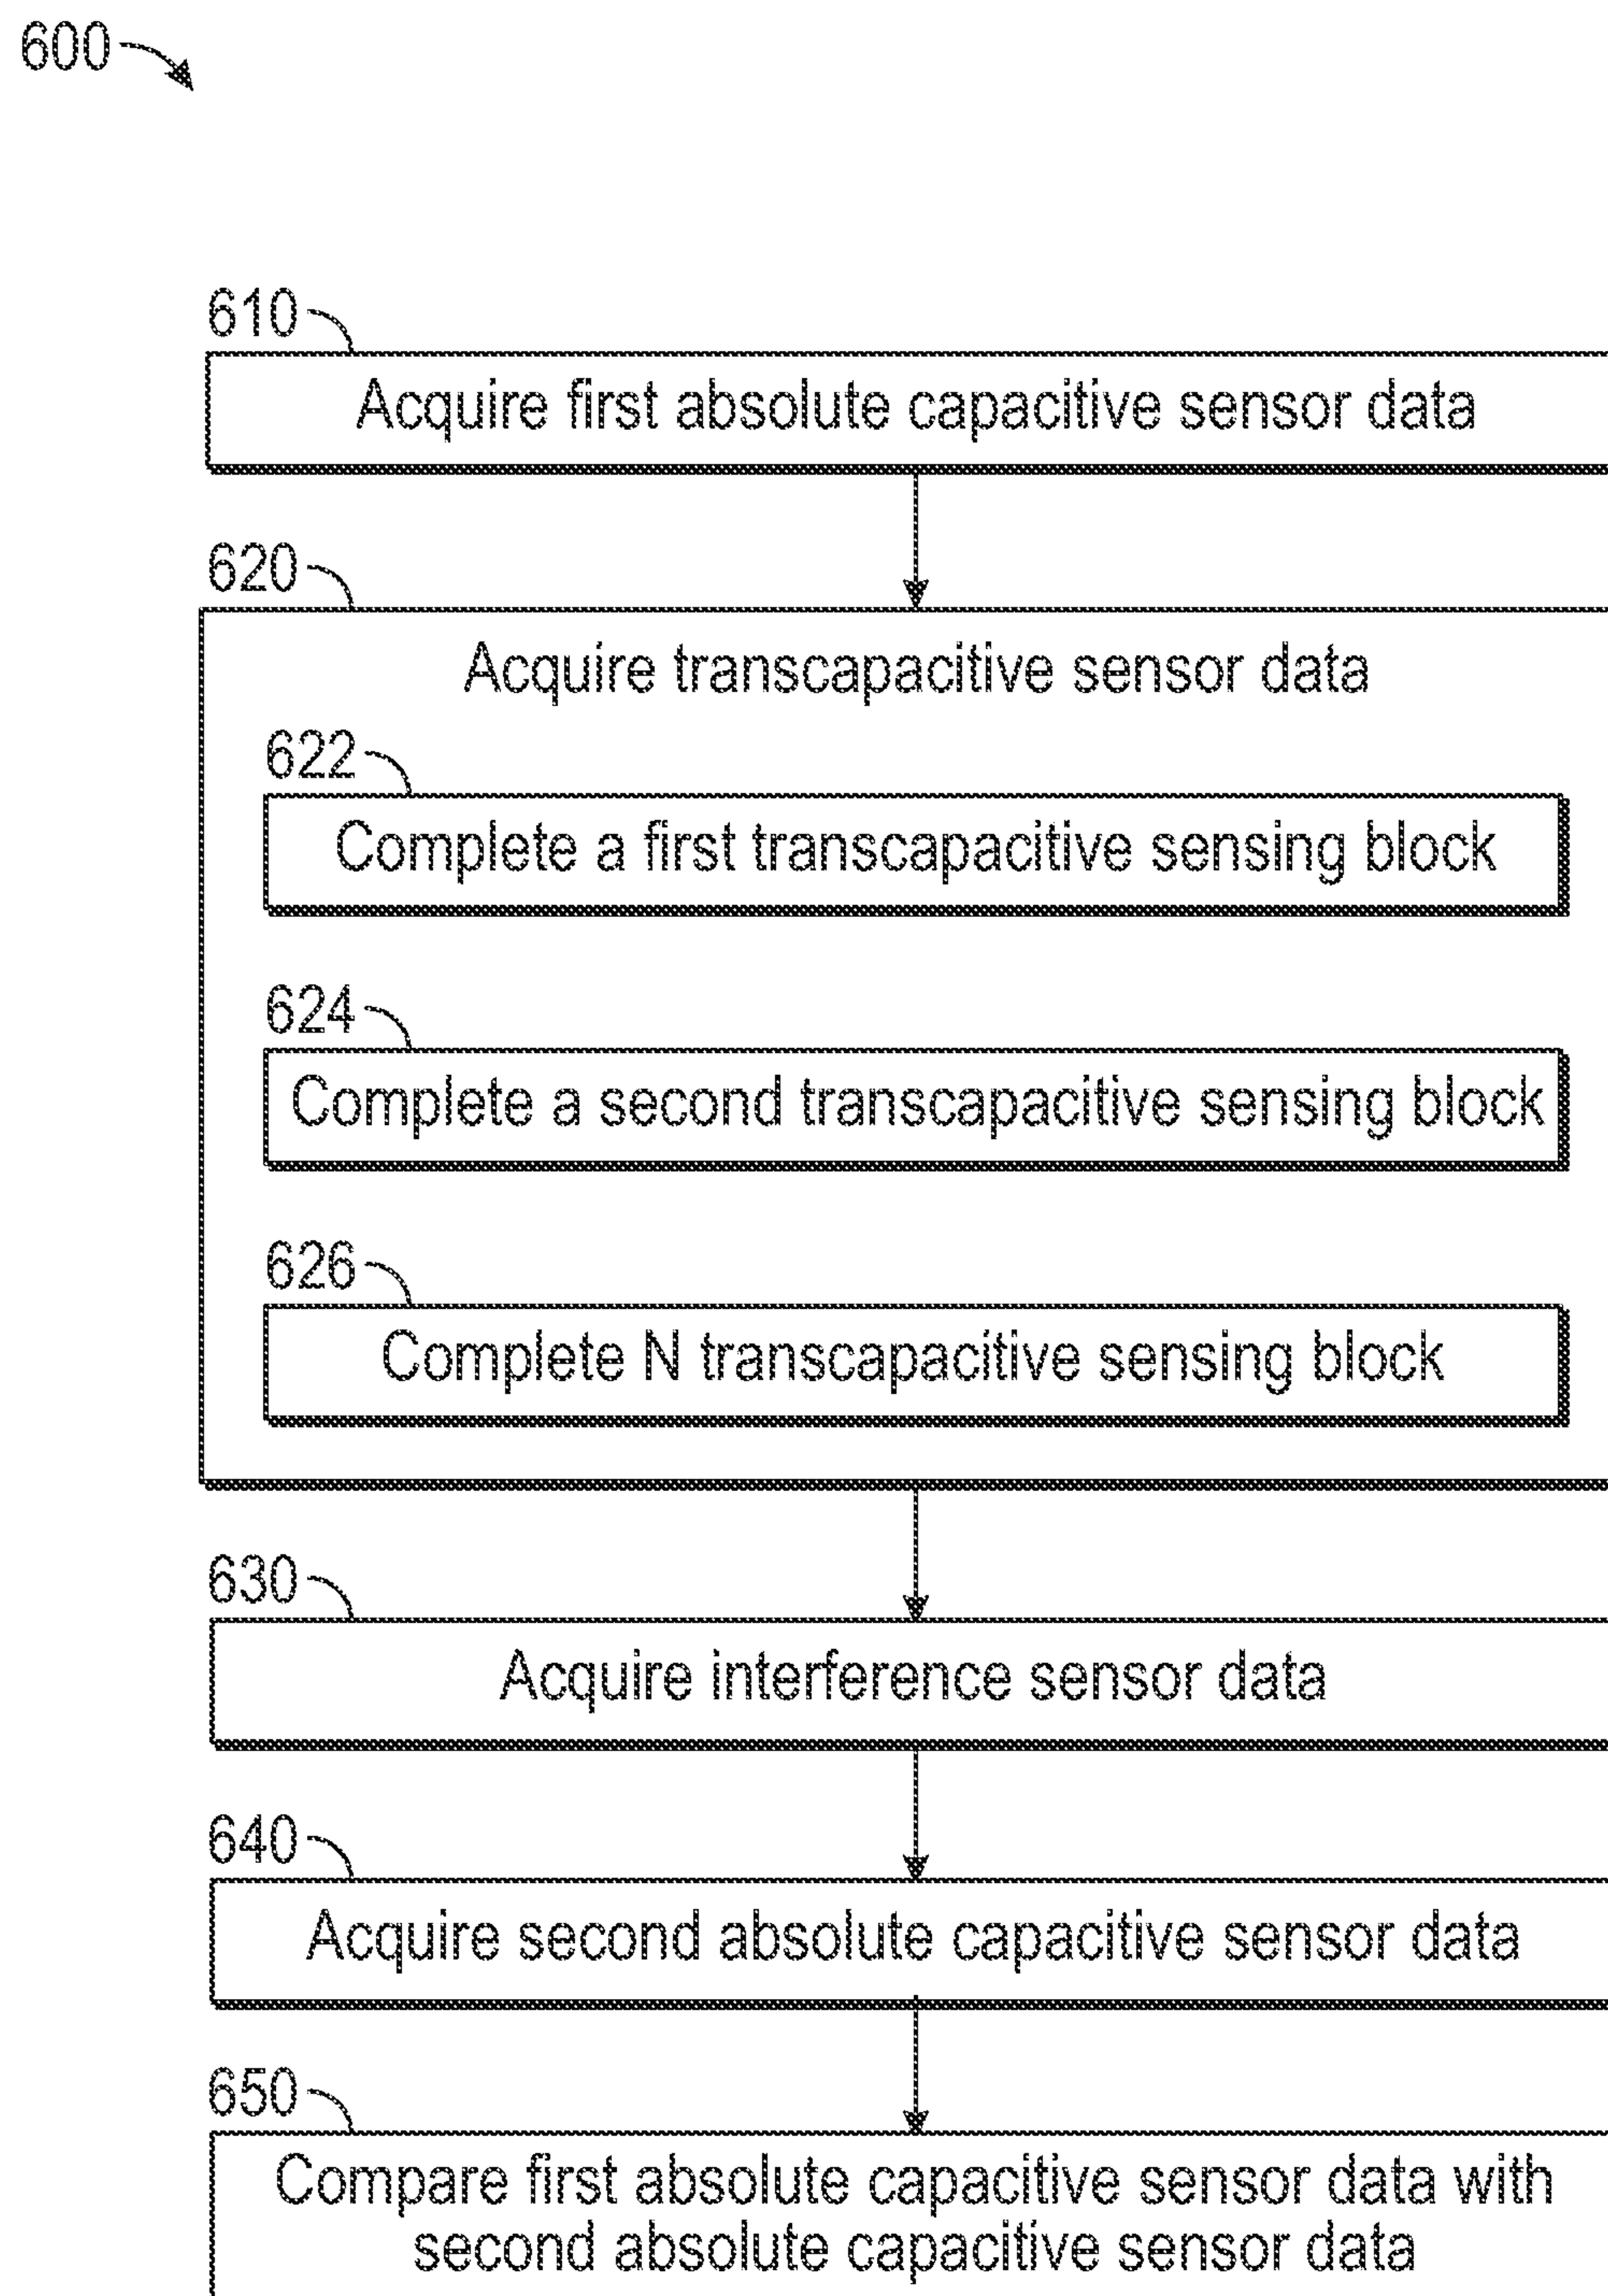 600
610
Acquire first absolute capacitive sensor data
620
Acquire transcapacitive sensor data
622
Complete a first transcapacitive sensing block
624
Complete a second transcapacitive sensing block
626
Complete N transcapacitive sensing block
630
Acquire interference sensor data
640
Acquire second absolute capacitive sensor data
650
Compare first absolute capacitive sensor data with
second absolute capacitive sensor data